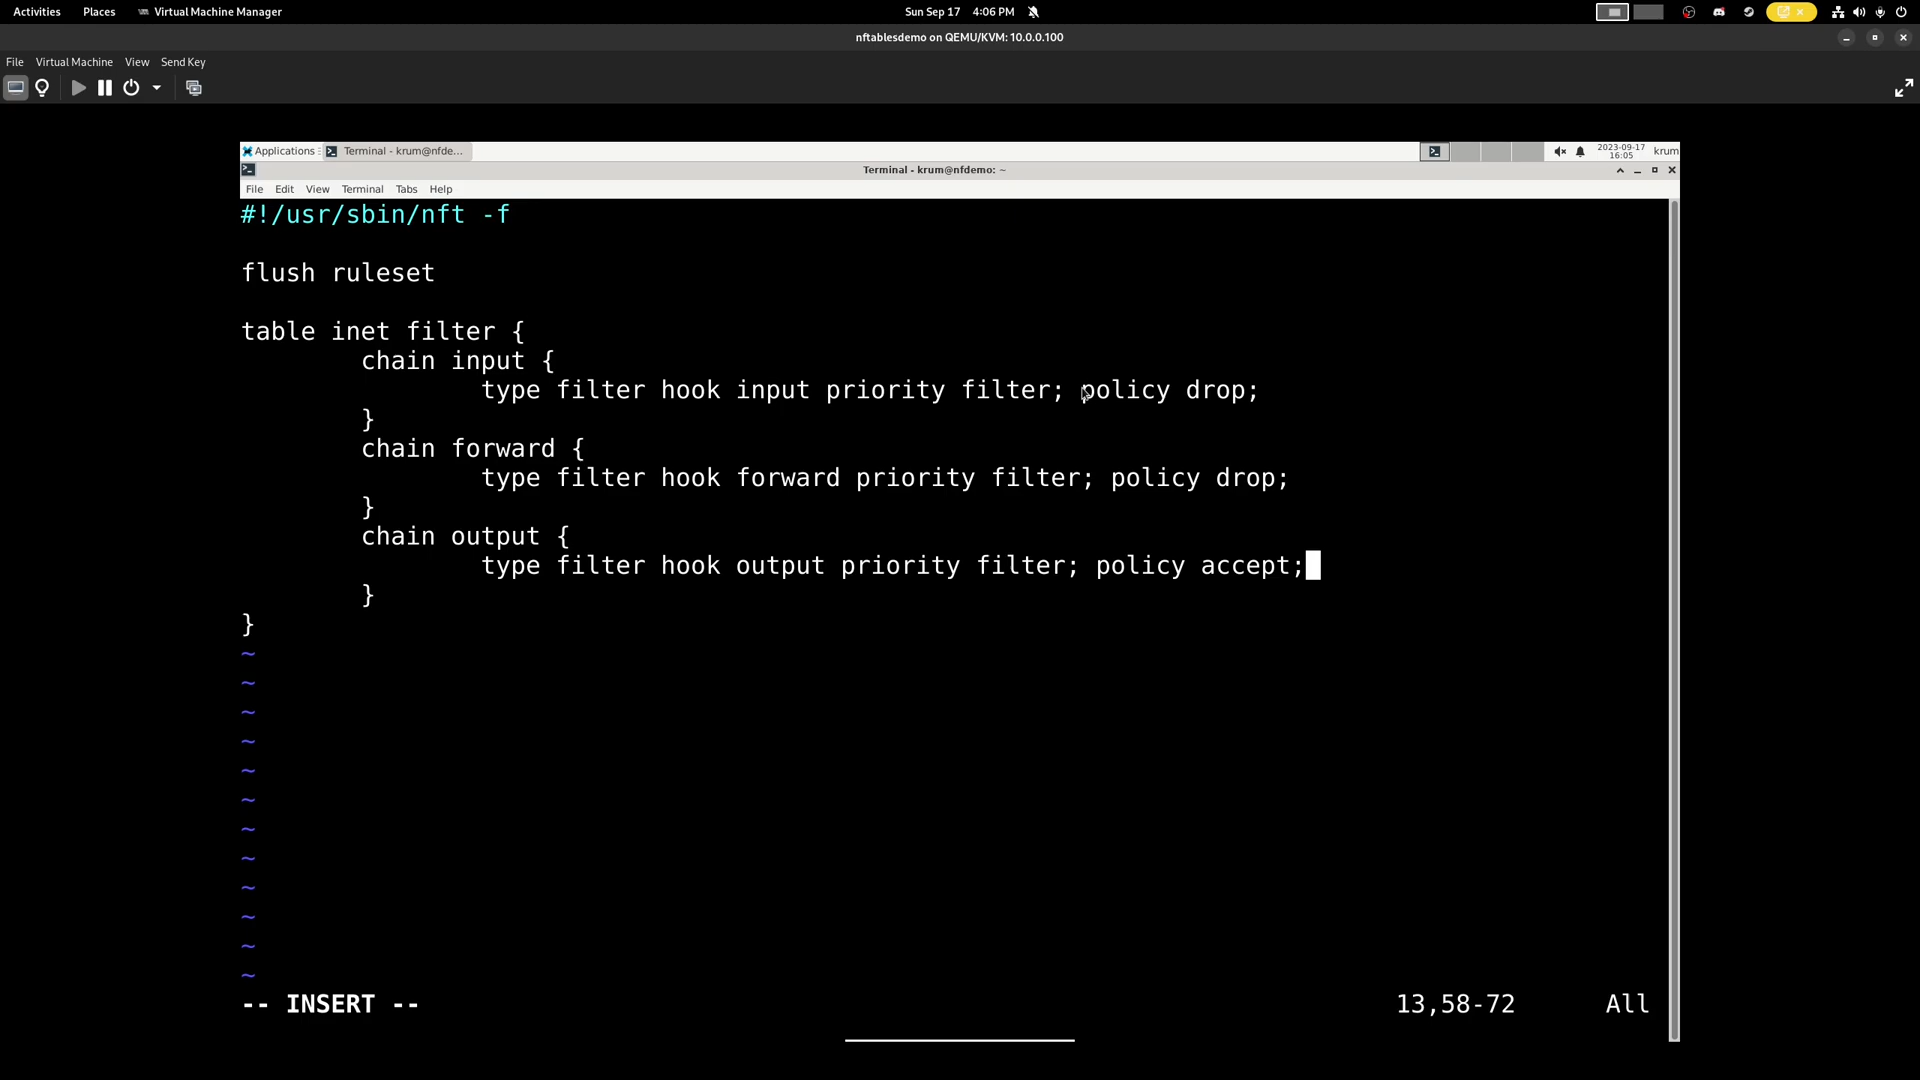 Activities Places Virtual Machine Manager Sun Sep 17 4:06 PM
nftablesdemo on QEMU/KVM: 10.0.0.100
File Virtual Machine View Send Key
Applications Terminal - krum@nfde... 2023-09-17 16:05 krum
Terminal - krum@nfdemo: ~
File Edit View Terminal Tabs Help
#!/usr/sbin/nft -f
flush ruleset
table inet filter {
        chain input {
                type filter hook input priority filter; policy drop;
        }
        chain forward {
                type filter hook forward priority filter; policy drop;
        }
        chain output {
                type filter hook output priority filter; policy accept;
        }
}
~
~
~
~
~
~
~
~
~
~
~
~
-- INSERT -- 13,58-72 All